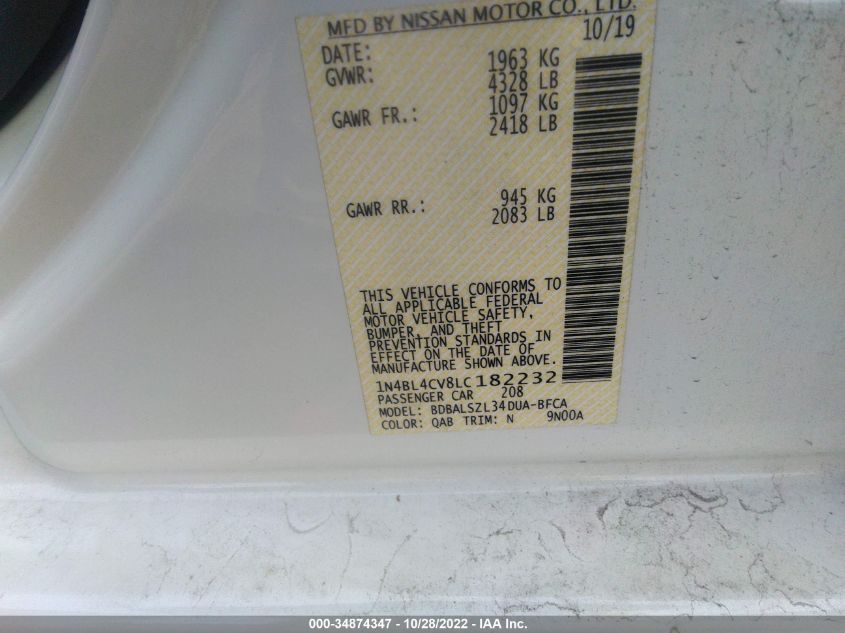 MFD BY NISSAN MOTOR CO., LTD.
DATE: 10/19
GVWR: 1963 KG
4328 LB
GAWR FR.: 1097 KG
2418 LB
GAWR RR.: 945 KG
2083 LB
THIS VEHICLE CONFORMS TO
ALL APPLICABLE FEDERAL
MOTOR VEHICLE SAFETY,
BUMPER, AND THEFT
PREVENTION STANDARDS IN
EFFECT ON THE DATE OF
MANUFACTURE SHOWN ABOVE.
1N4BL4CV8LC182232
PASSENGER CAR 208
MODEL: BDBALSZL34DUA-BFCA
COLOR: QAB TRIM: N 9N00A
000-34874347 | 10/28/2022 - IAA Inc.